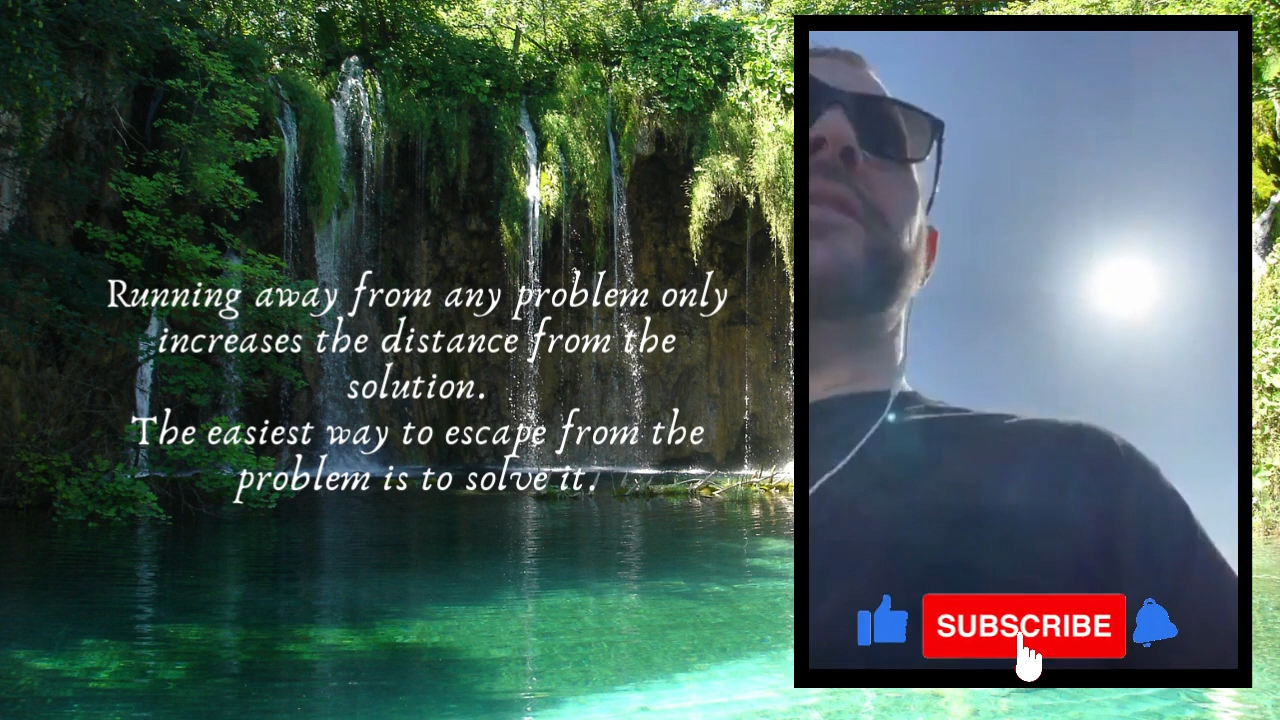 Running away from any problem only
increases the distance from the
solution.
The easiest way to escape from the
problem is to solve it.
SUBSCRIBE